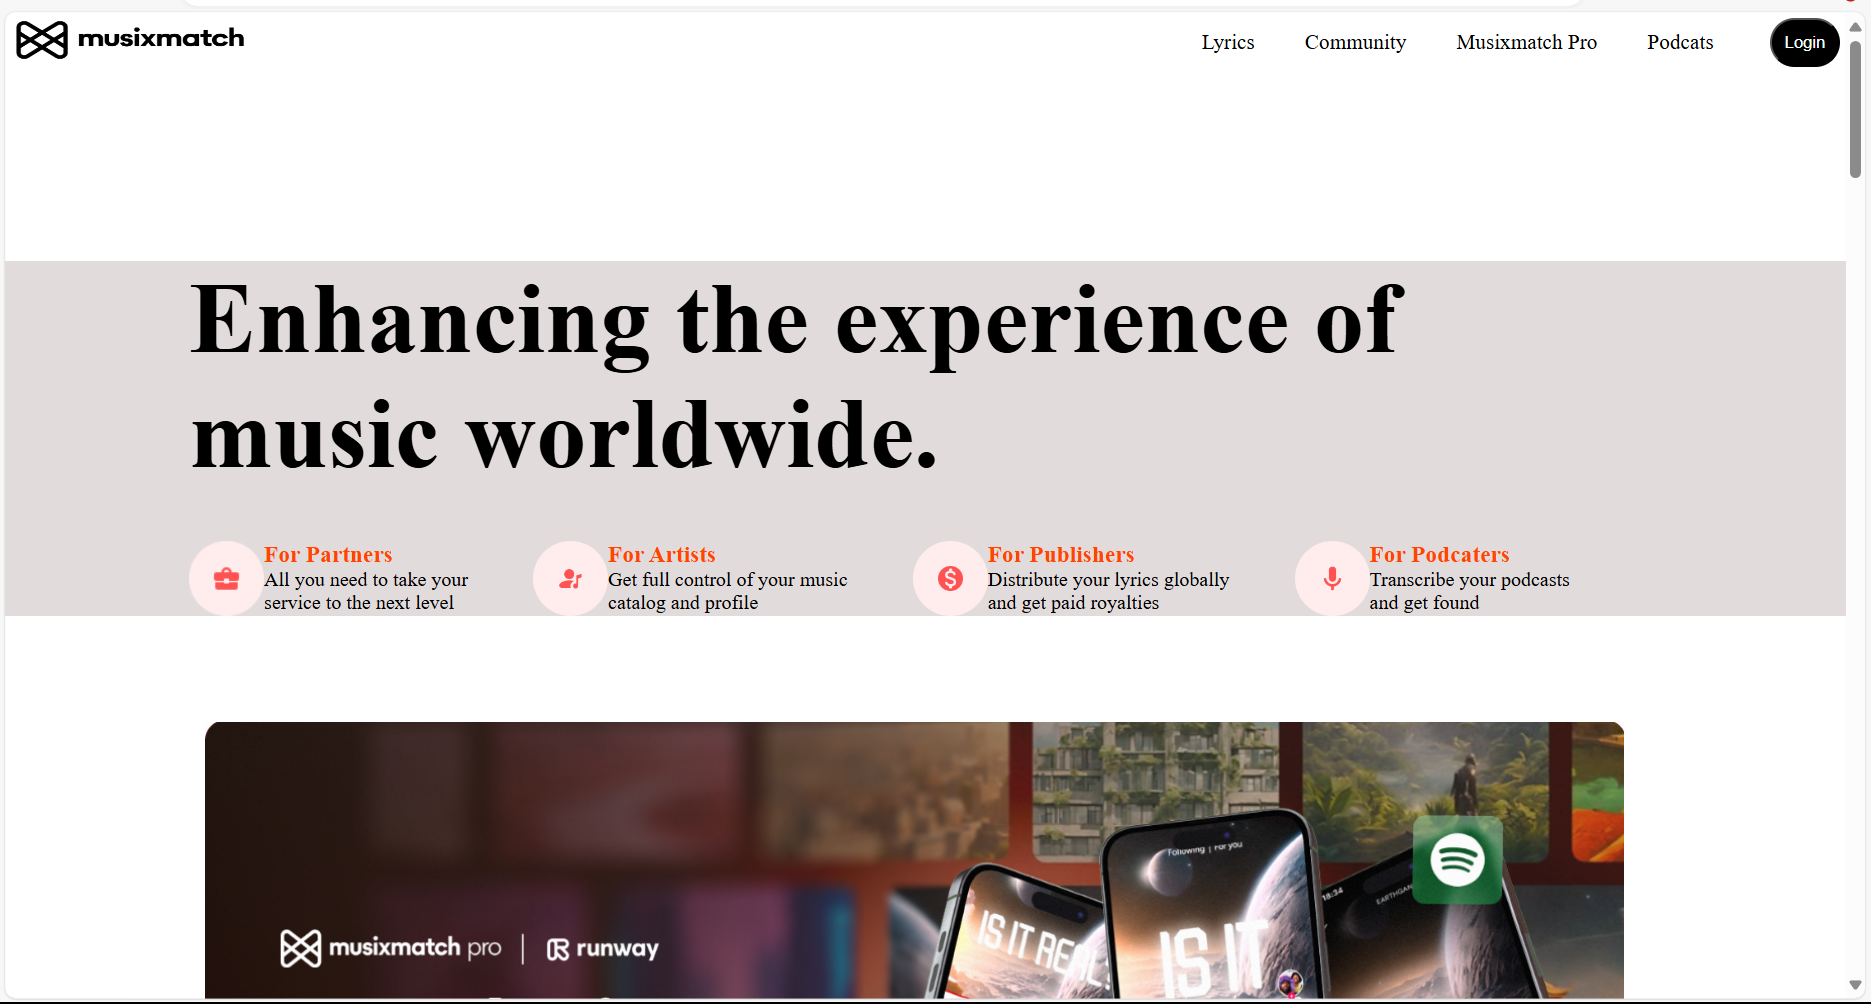 musixmatch
Lyrics Community Musixmatch Pro Podcats Login
Enhancing the experience of
music worldwide.
For Partners
All you need to take your
service to the next level
For Artists
Get full control of your music
catalog and profile
For Publishers
Distribute your lyrics globally
and get paid royalties
For Podcaters
Transcribe your podcasts
and get found
Following | For you
18:34
EARTHGAN
IS IT REAL
IS IT
musixmatch pro | runway